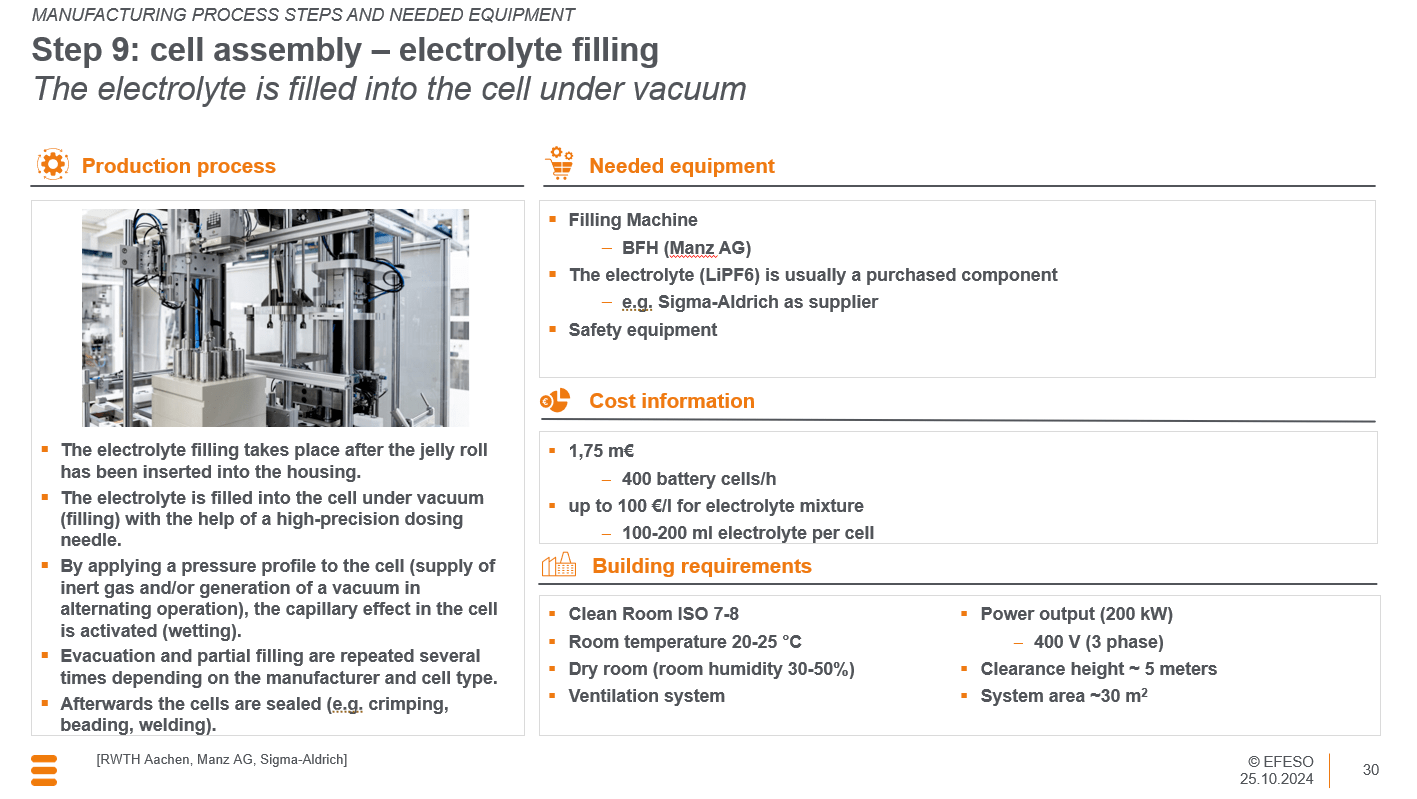 MANUFACTURING PROCESS STEPS AND NEEDED EQUIPMENT
Step 9: cell assembly – electrolyte filling
The electrolyte is filled into the cell under vacuum
Production process
▪ The electrolyte filling takes place after the jelly roll
has been inserted into the housing.
▪ The electrolyte is filled into the cell under vacuum
(filling) with the help of a high-precision dosing
needle.
▪ By applying a pressure profile to the cell (supply of
inert gas and/or generation of a vacuum in
alternating operation), the capillary effect in the cell
is activated (wetting).
▪ Evacuation and partial filling are repeated several
times depending on the manufacturer and cell type.
▪ Afterwards the cells are sealed (e.g. crimping,
beading, welding).
Needed equipment
▪ Filling Machine
– BFH (Manz AG)
▪ The electrolyte (LiPF6) is usually a purchased component
– e.g. Sigma-Aldrich as supplier
▪ Safety equipment
€
Cost information
▪ 1,75 m€
– 400 battery cells/h
▪ up to 100 €/l for electrolyte mixture
– 100-200 ml electrolyte per cell
Building requirements
▪ Clean Room ISO 7-8
▪ Room temperature 20-25 °C
▪ Dry room (room humidity 30-50%)
▪ Ventilation system
▪ Power output (200 kW)
– 400 V (3 phase)
▪ Clearance height ~ 5 meters
▪ System area ~30 m²
[RWTH Aachen, Manz AG, Sigma-Aldrich]
© EFESO
25.10.2024
30